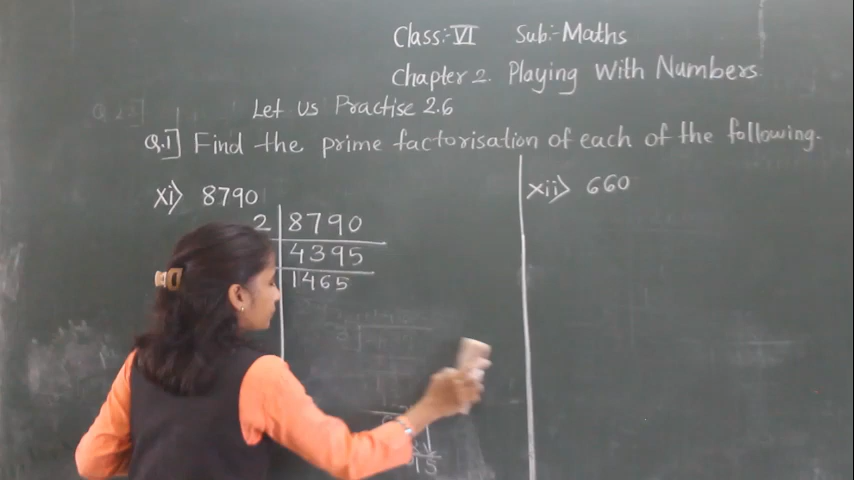 Class:- VI Sub:- Maths
Chapter 2. Playing With Numbers.
Let Us Practise 2.6
Q.1] Find the prime factorisation of each of the following.
xi> 8790
2 8790
4395
1465
15
xii> 660